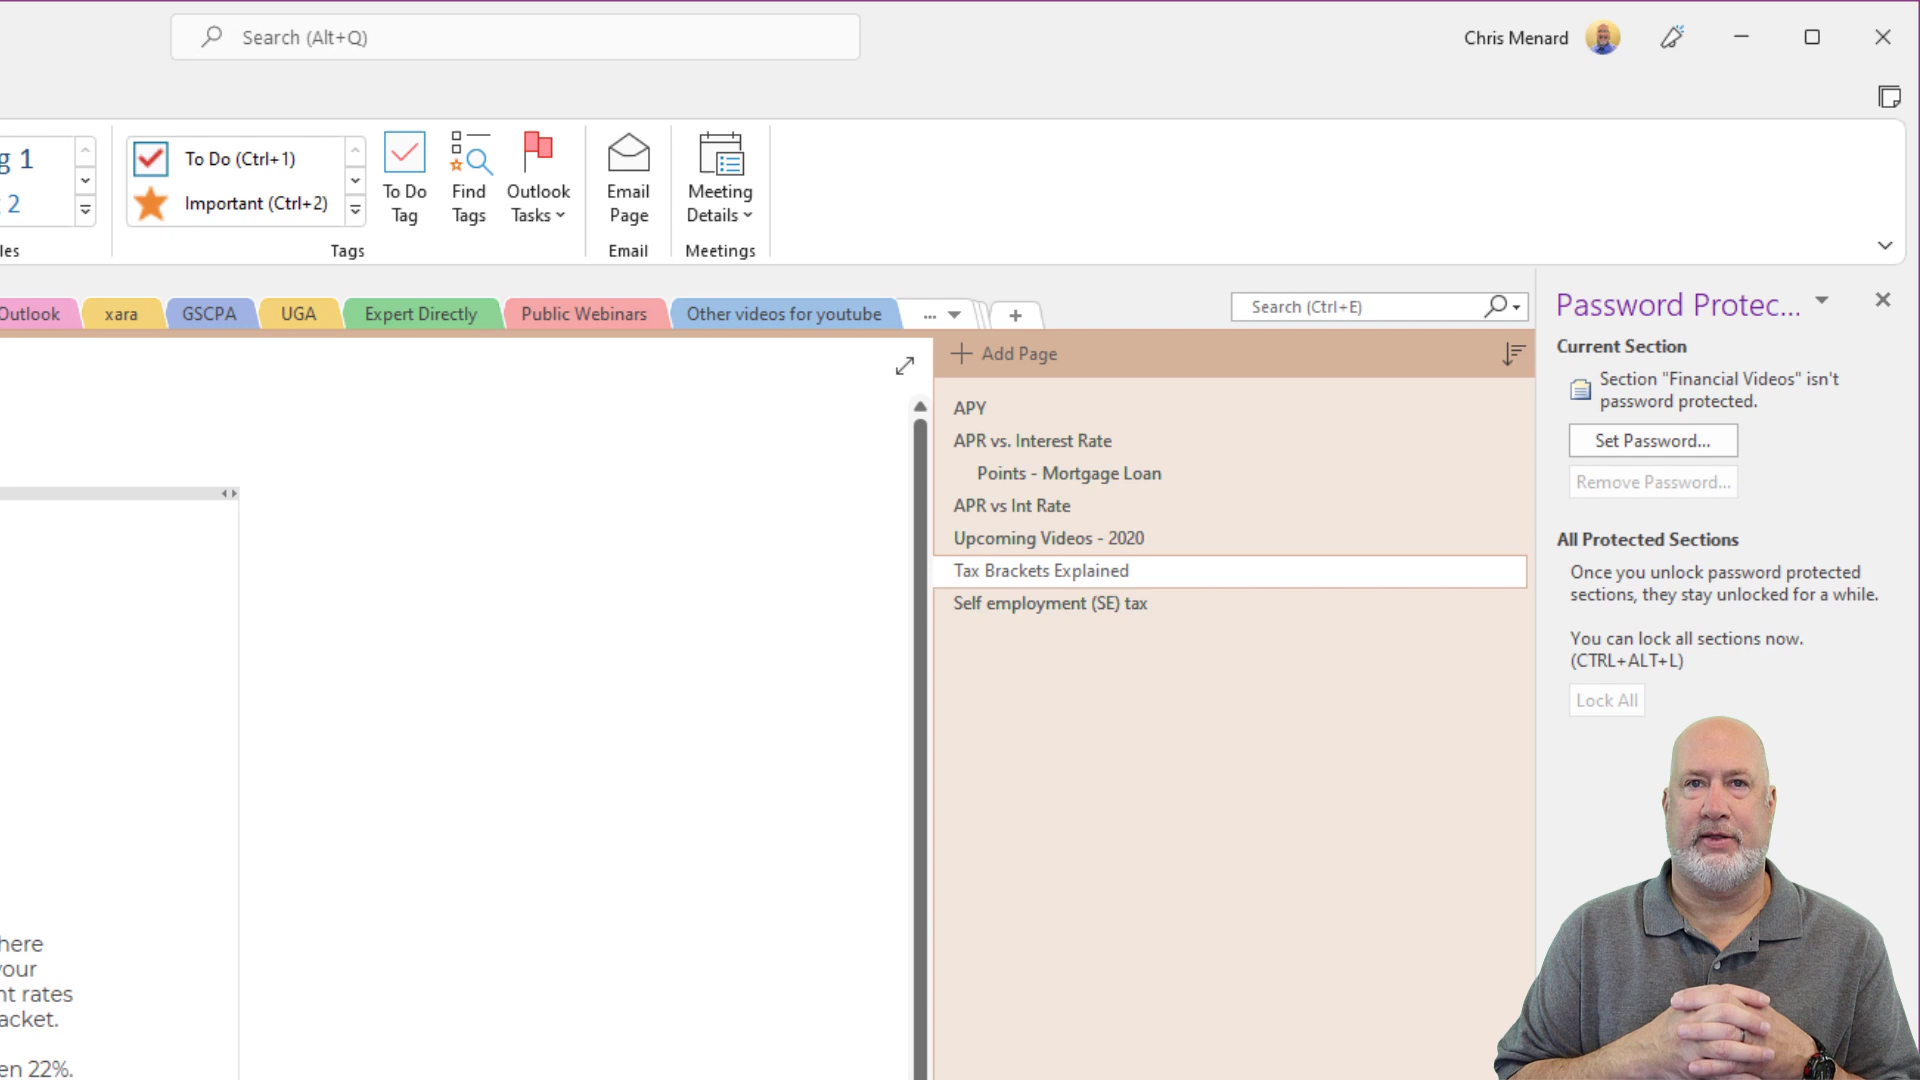 Search (Alt+Q)
Chris Menard
g 1
2
To Do (Ctrl+1)
Important (Ctrl+2)
To Do
Tag
Find
Tags
Outlook
Tasks
Email
Page
Meeting
Details
les
Tags
Email
Meetings
Outlook
xara
GSCPA
UGA
Expert Directly
Public Webinars
Other videos for youtube
...
+
Search (Ctrl+E)
Add Page
APY
APR vs. Interest Rate
Points - Mortgage Loan
APR vs Int Rate
Upcoming Videos - 2020
Tax Brackets Explained
Self employment (SE) tax
Password Protec...
Current Section
Section "Financial Videos" isn't
password protected.
Set Password...
Remove Password...
All Protected Sections
Once you unlock password protected
sections, they stay unlocked for a while.
You can lock all sections now.
(CTRL+ALT+L)
Lock All
here
your
nt rates
acket.
en 22%.